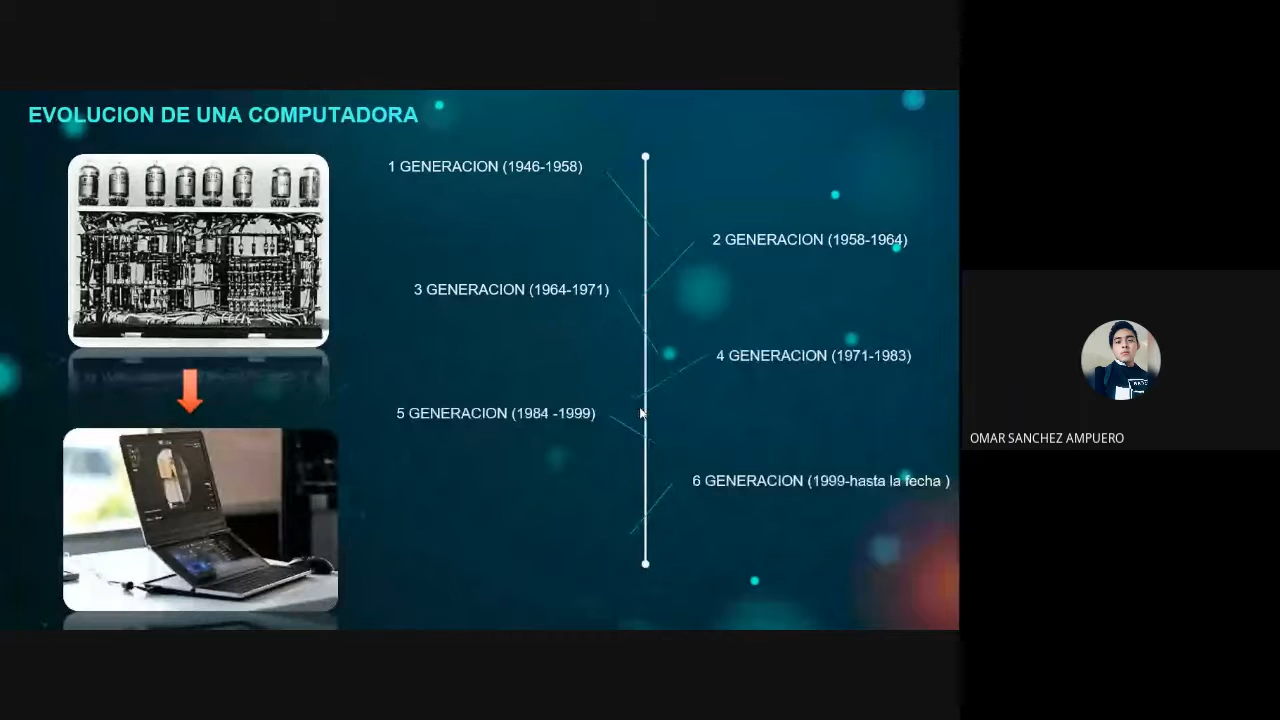 EVOLUCION DE UNA COMPUTADORA
1 GENERACION (1946-1958)
2 GENERACION (1958-1964)
3 GENERACION (1964-1971)
4 GENERACION (1971-1983)
5 GENERACION (1984 -1999)
6 GENERACION (1999-hasta la fecha )
OMAR SANCHEZ AMPUERO